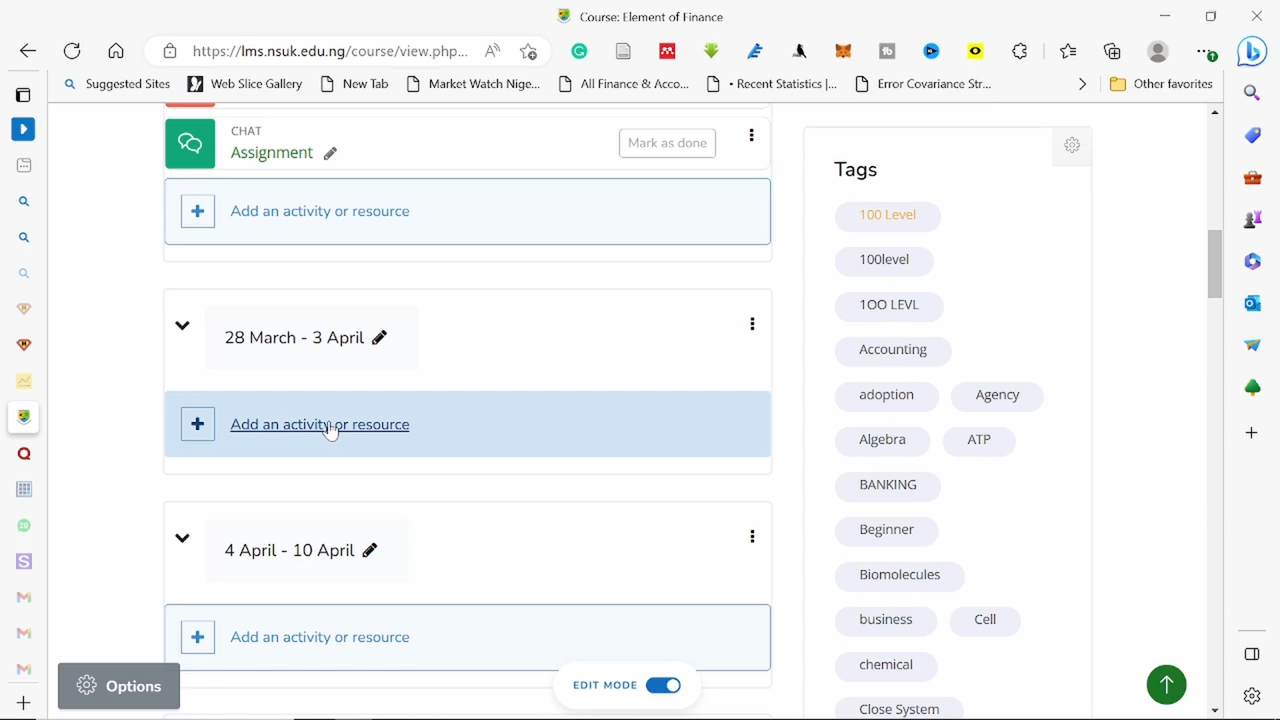 Course: Element of Finance
https://lms.nsuk.edu.ng/course/view.php...
Suggested Sites
Web Slice Gallery
New Tab
Market Watch Nige...
All Finance & Acco...
• Recent Statistics |...
Error Covariance Str...
Other favorites
CHAT
Assignment
Mark as done
Add an activity or resource
28 March - 3 April
Add an activity or resource
4 April - 10 April
Add an activity or resource
Options
EDIT MODE
Tags
100 Level
100level
1OO LEVL
Accounting
adoption
Agency
Algebra
ATP
BANKING
Beginner
Biomolecules
business
Cell
chemical
Close System